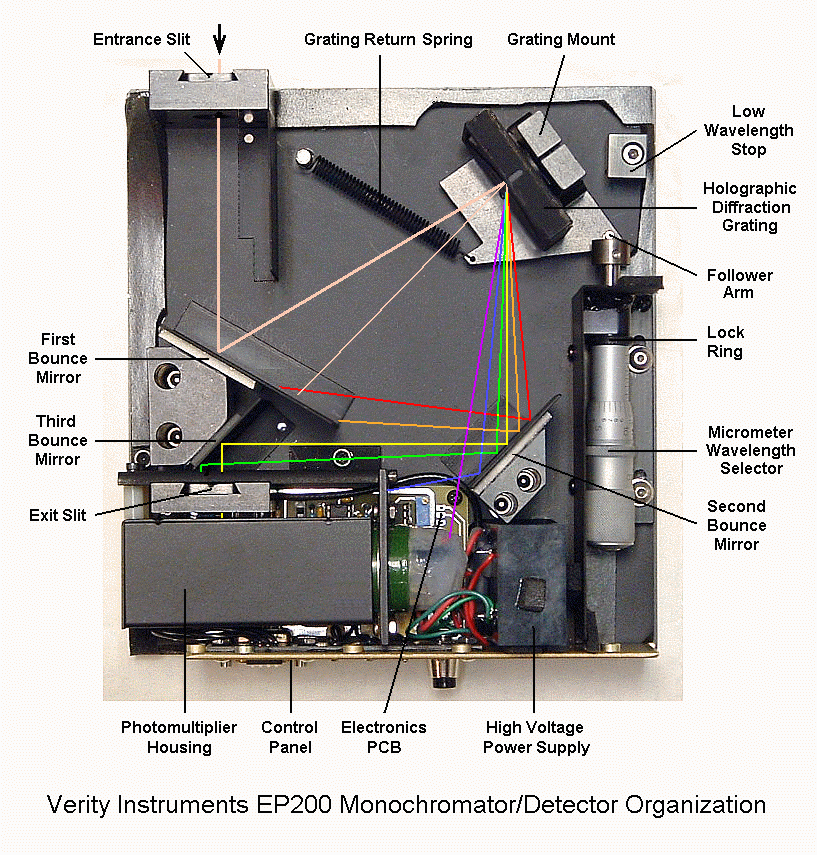 Entrance Slit
Grating Return Spring
Grating Mount
Low
Wavelength
Stop
Holographic
Diffraction
Grating
Follower
Arm
First
Bounce
Mirror
Lock
Ring
Third
Bounce
Mirror
Micrometer
Wavelength
Selector
Exit Slit
Second
Bounce
Mirror
Photomultiplier
Housing
Control
Panel
Electronics
PCB
High Voltage
Power Supply
Verity Instruments EP200 Monochromator/Detector Organization